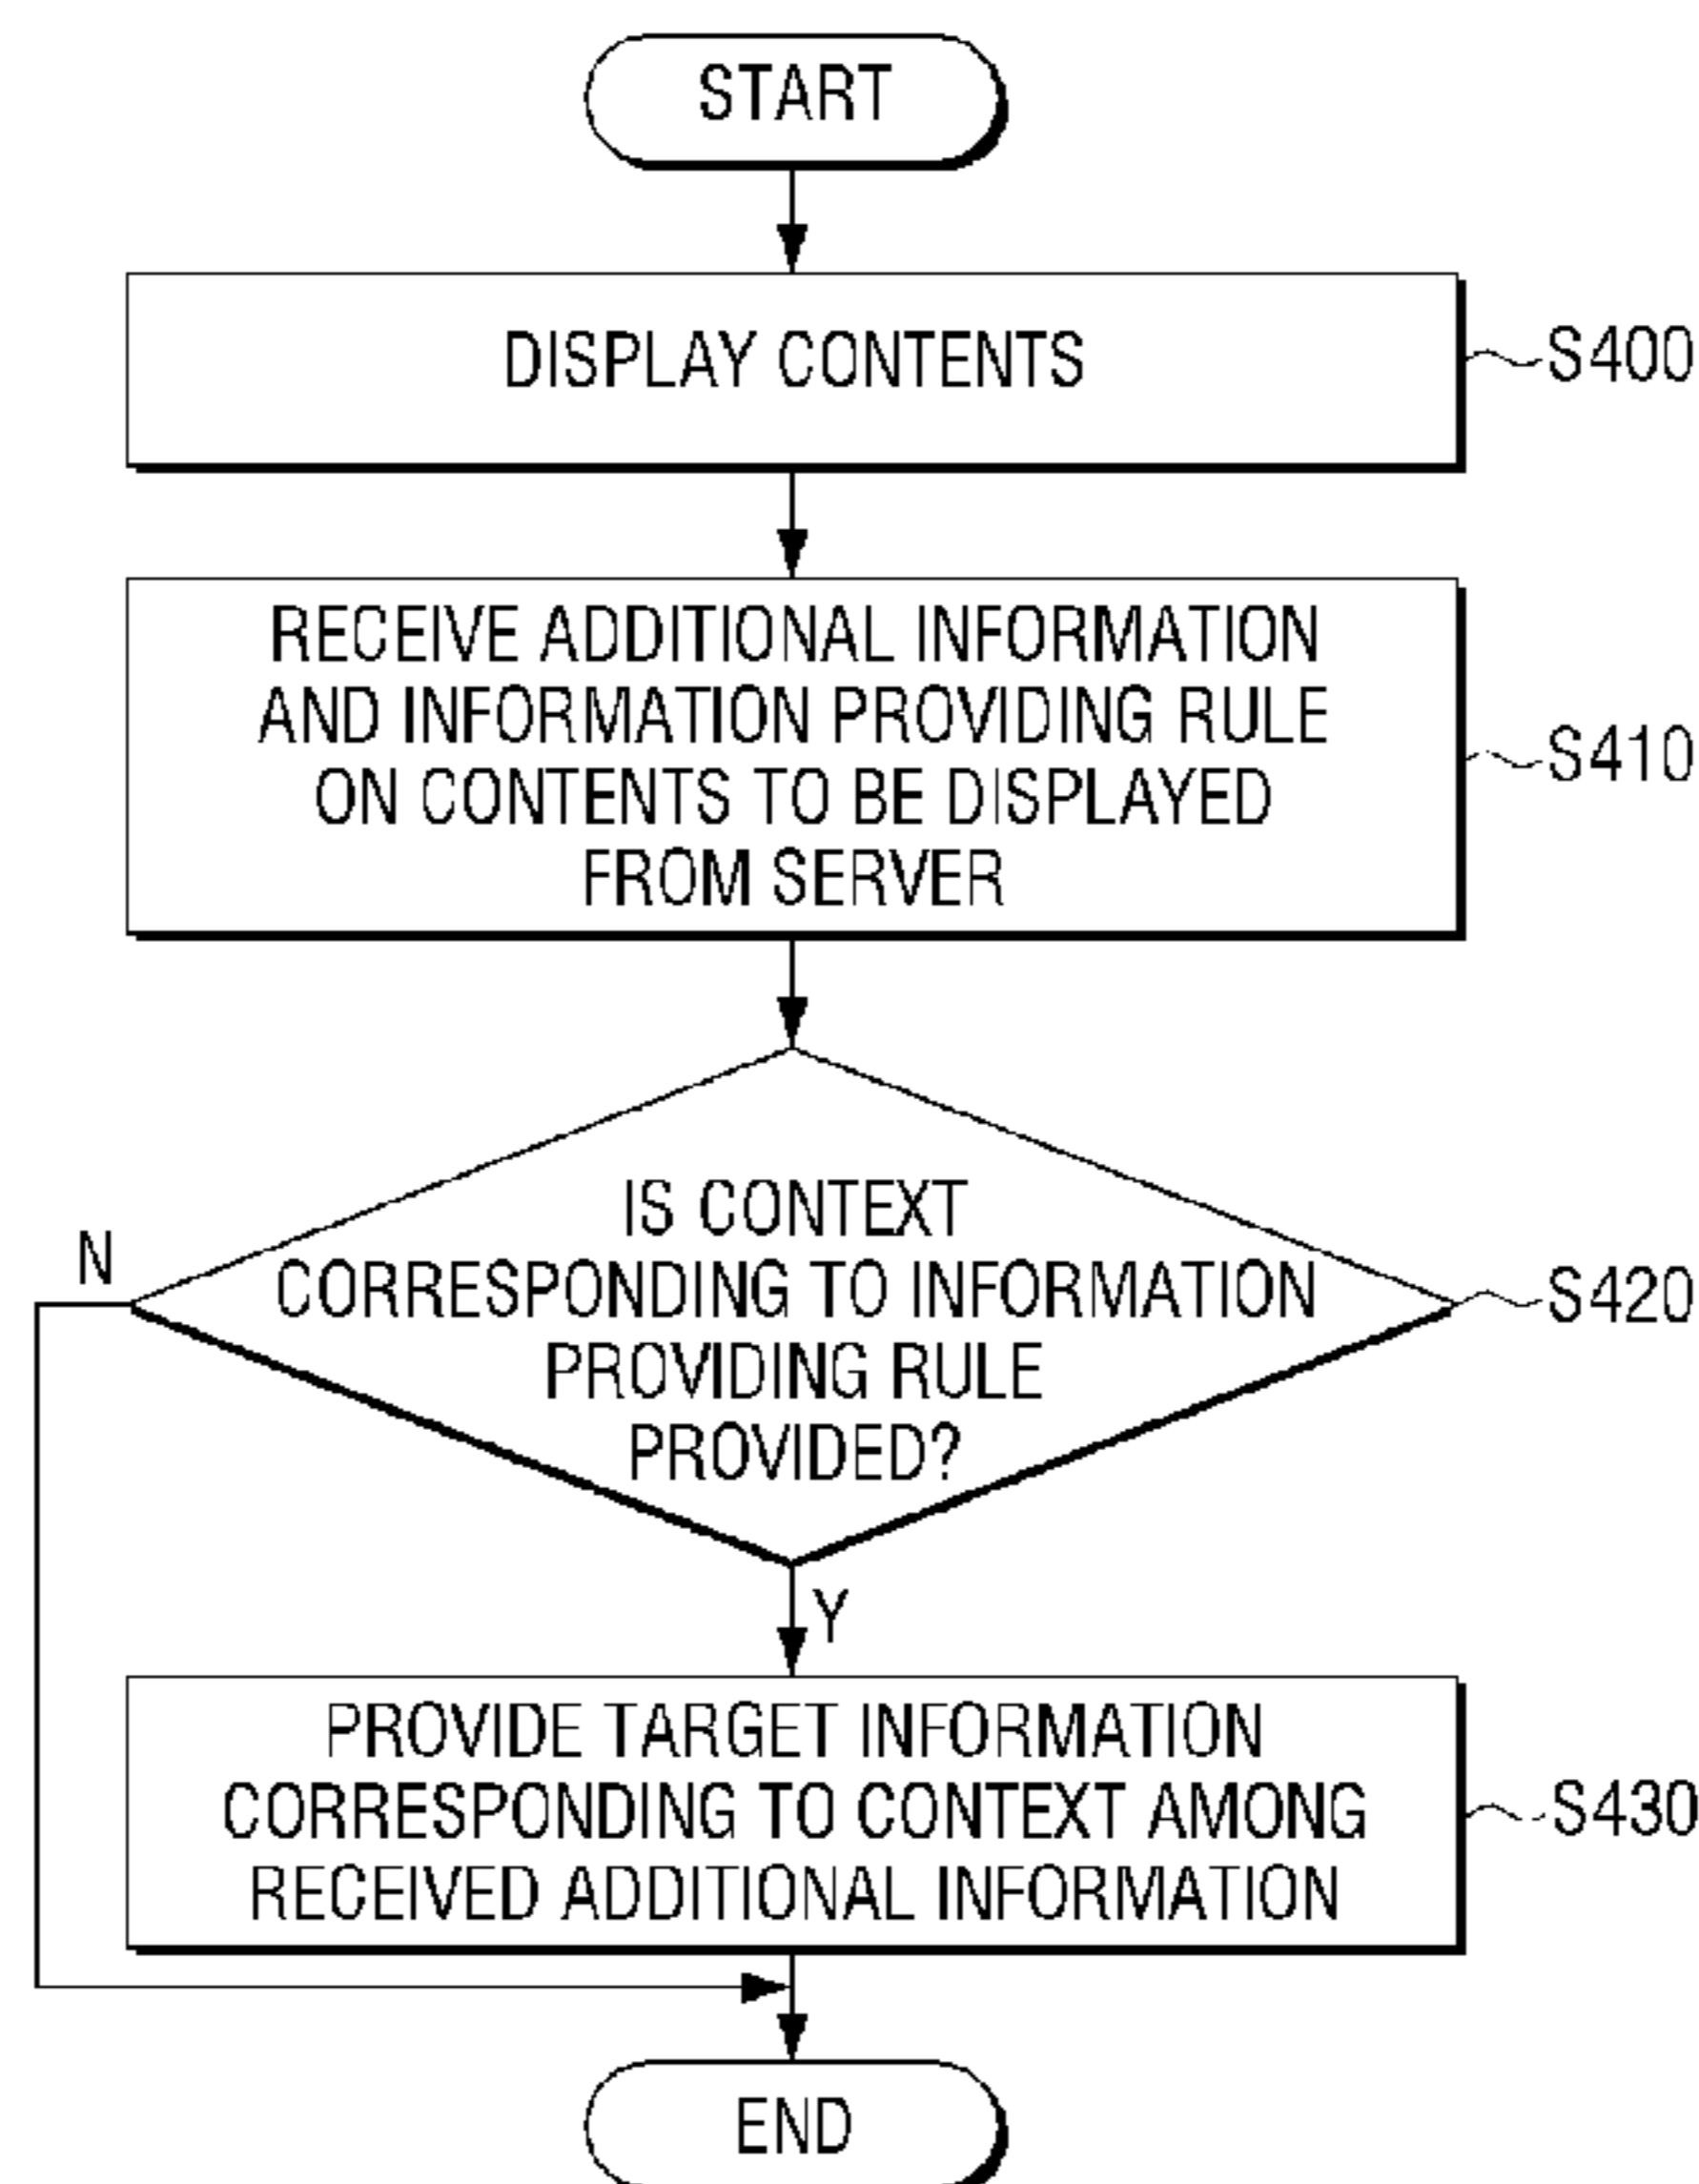 START
DISPLAY CONTENTS
S400
RECEIVE ADDITIONAL INFORMATION
AND INFORMATION PROVIDING RULE
ON CONTENTS TO BE DISPLAYED
FROM SERVER
S410
IS CONTEXT
CORRESPONDING TO INFORMATION
PROVIDING RULE
PROVIDED?
S420
N
Y
PROVIDE TARGET INFORMATION
CORRESPONDING TO CONTEXT AMONG
RECEIVED ADDITIONAL INFORMATION
S430
END